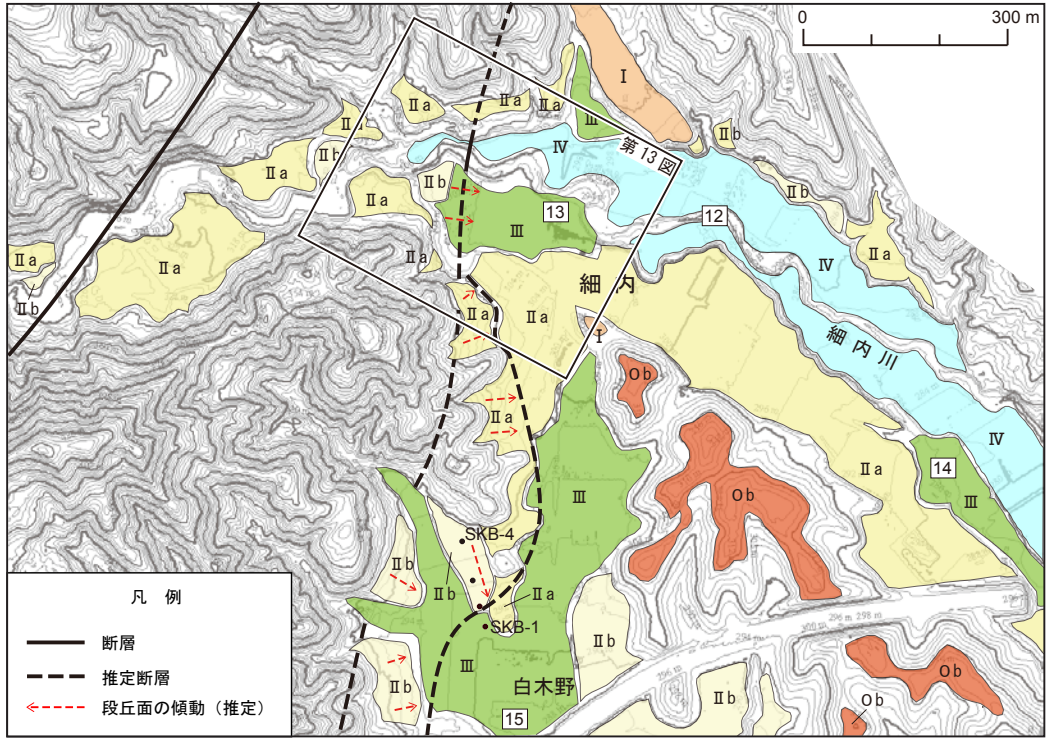 0 300 m
I
Ⅱa
Ⅱa
Ⅱa
Ⅲ
Ⅱb
第13図
Ⅳ
Ⅱb
Ⅱa
Ⅱb
Ⅱb
Ⅱa
Ⅱa
13
12
Ⅲ
Ⅱa
Ⅱa
Ⅱa
Ⅱa
Ⅳ
Ⅱb
細内
Ⅱa
Ⅱa
I
細内川
Ob
Ⅱa
Ⅳ
Ⅱa
14
Ⅲ
Ⅲ
Ob
SKB-4
Ⅱb
Ⅱb
Ⅱa
SKB-1
296 m 298 m
Ⅱb
Ⅲ
Ⅱb
白木野
Ⅱb
Ob
Ob
15
凡例
断層
推定断層
段丘面の傾動（推定）